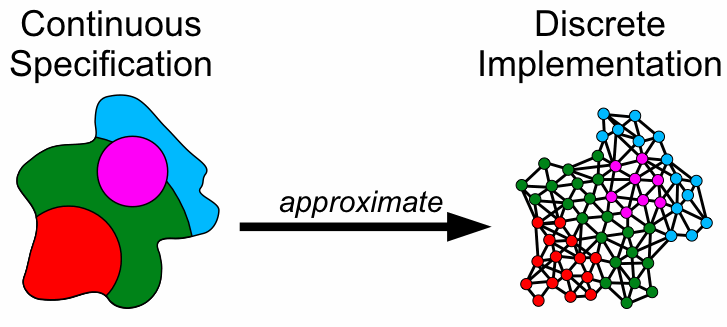 Continuous
Specification
Discrete
Implementation
approximate